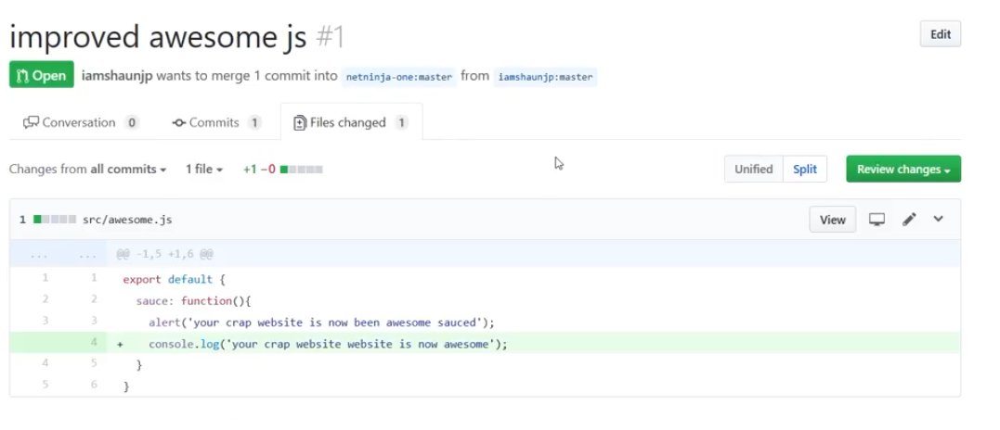 improved awesome js #1
Edit
Open iamshaunjp wants to merge 1 commit into netninja-one:master from iamshaunjp:master
Conversation 0 Commits 1 Files changed 1
Changes from all commits 1 file +1 −0 Unified Split Review changes
1 src/awesome.js View
... ... @@ -1,5 +1,6 @@
1 1 export default {
2 2 sauce: function(){
3 3 alert('your crap website is now been awesome sauced');
4 + console.log('your crap website website is now awesome');
4 5 }
5 6 }